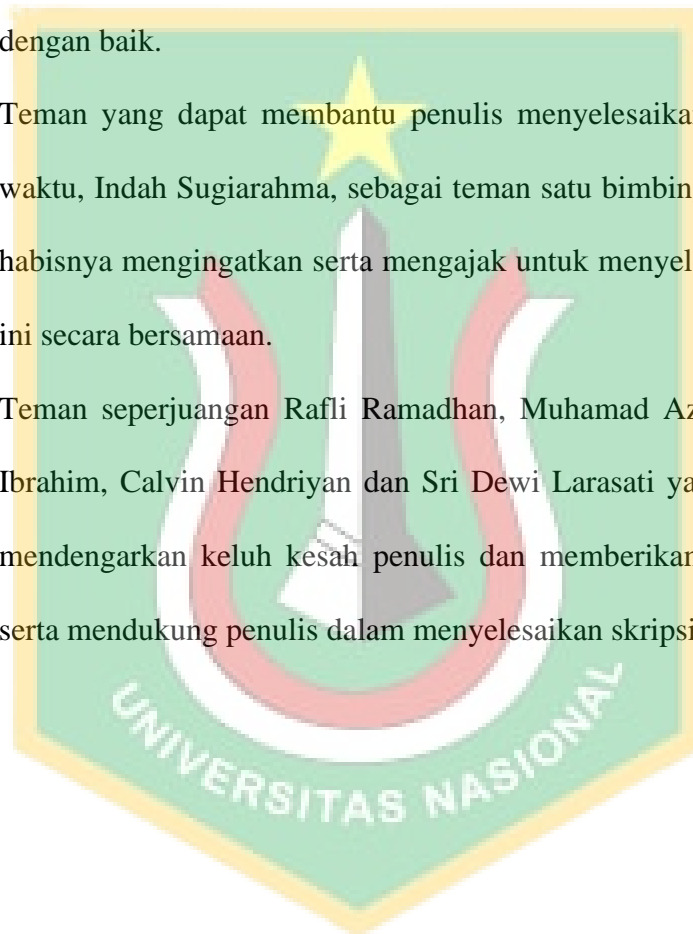 dengan baik.
Teman yang dapat membantu penulis menyelesaikan
waktu, Indah Sugiarahma, sebagai teman satu bimbin
habisnya mengingatkan serta mengajak untuk menyel
ini secara bersamaan.
Teman seperjuangan Rafli Ramadhan, Muhamad Az
Ibrahim, Calvin Hendriyan dan Sri Dewi Larasati ya
mendengarkan keluh kesah penulis dan memberikan
serta mendukung penulis dalam menyelesaikan skripsi
UNIVERSITAS NASIONAL